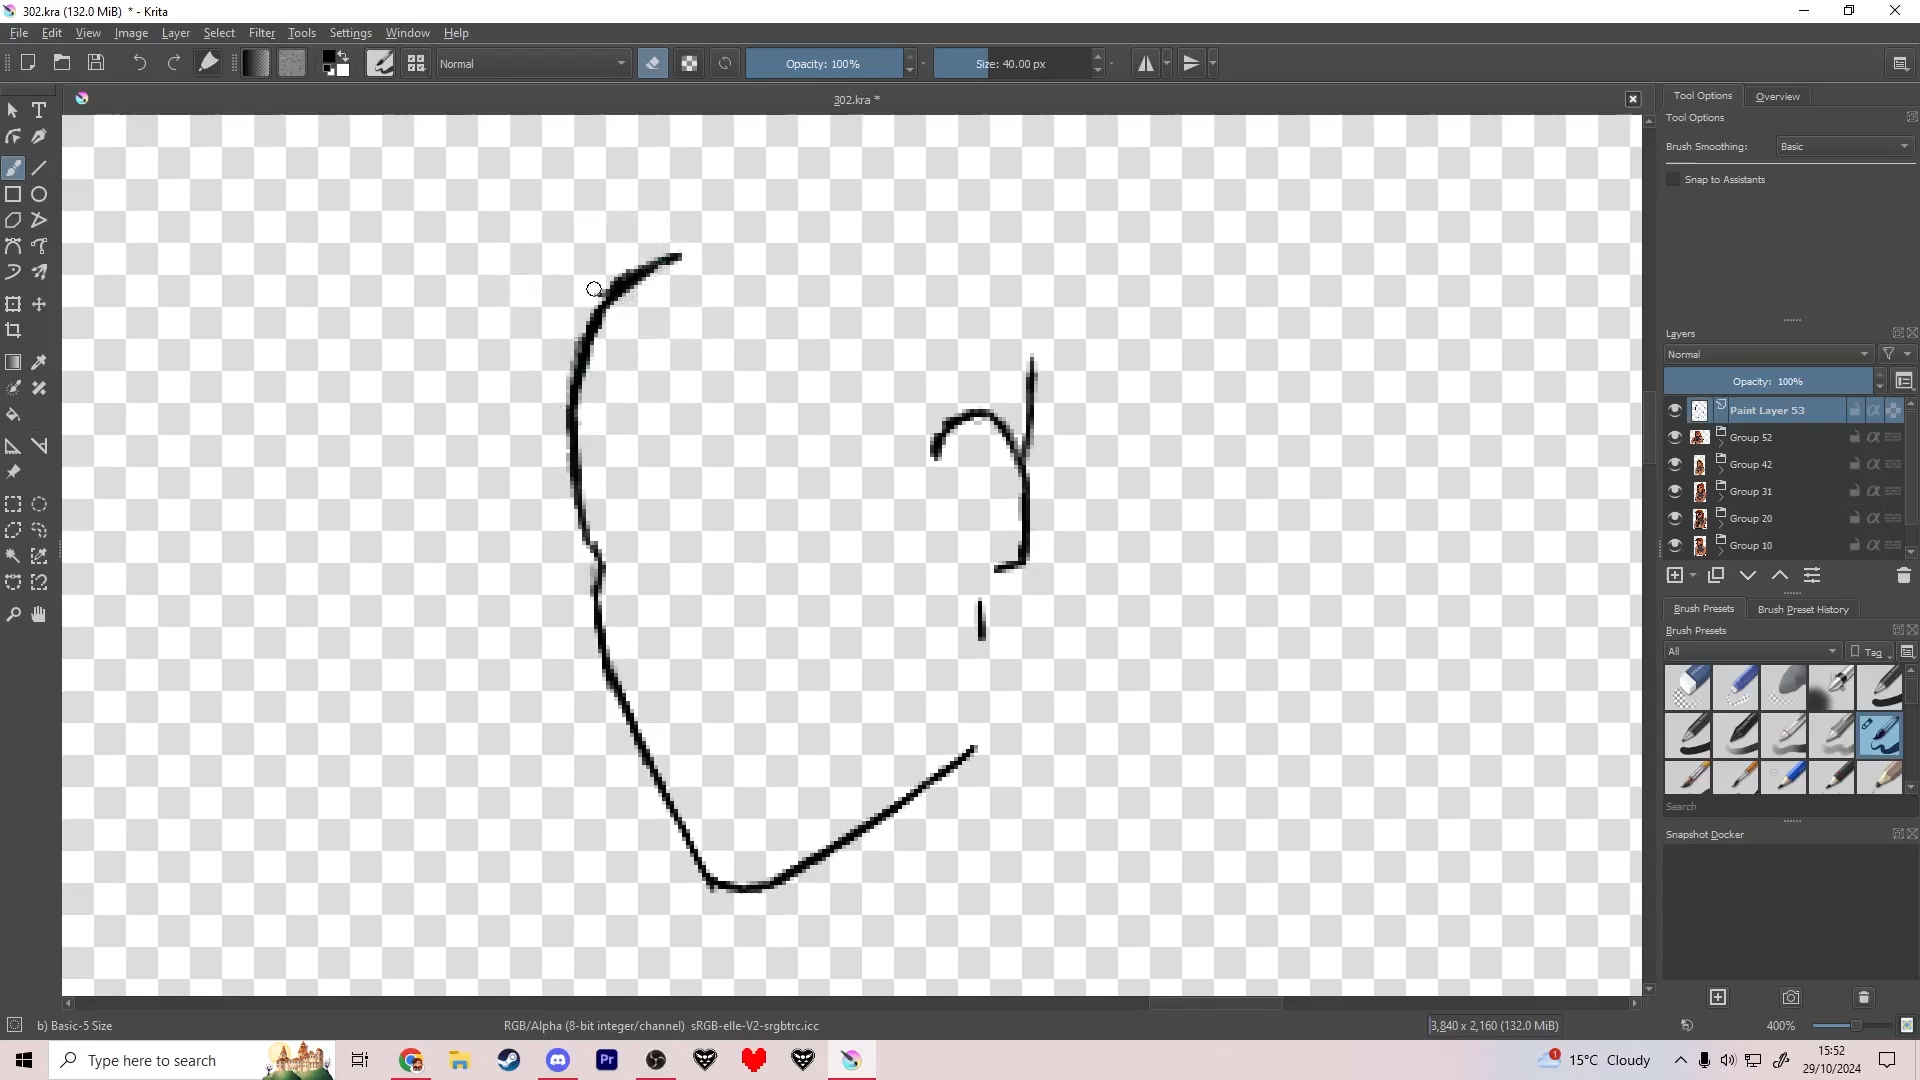 302.kra (132.0 MiB) * - Krita
File Edit View Image Layer Select Filter Tools Settings Window Help
Normal
Opacity: 100%
Size: 40.00 px
302.kra *
Tool Options
Overview
Tool Options
Brush Smoothing: Basic
Snap to Assistants
Layers
Normal
Opacity: 100%
Paint Layer 53
Group 52
Group 42
Group 31
Group 20
Group 10
Brush Presets
Brush Preset History
Brush Presets
All
Tag
Search
Snapshot Docker
b) Basic-5 Size
RGB/Alpha (8-bit integer/channel) sRGB-elle-V2-srgbtrc.icc
3,840 x 2,160 (132.0 MiB)
400%
Type here to search
Pr
1
15°C Cloudy
15:52
29/10/2024